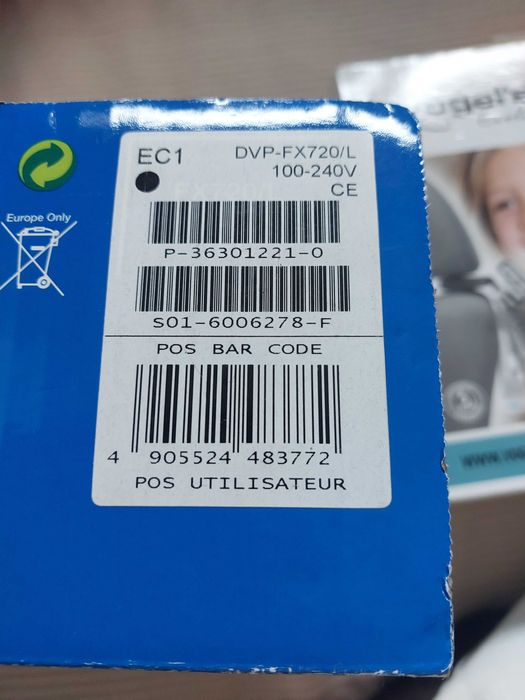 EC1 DVP-FX720/L
100-240V
CE
P-36301221-0
S01-6006278-F
POS BAR CODE
4 905524 483772
POS UTILISATEUR
Europe Only
ogel's